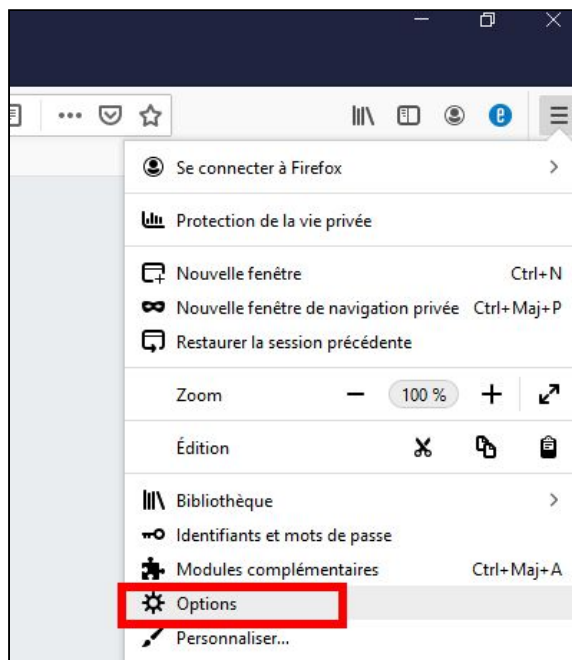 Se connecter à Firefox
Protection de la vie privée
Nouvelle fenêtre Ctrl+N
Nouvelle fenêtre de navigation privée Ctrl+Maj+P
Restaurer la session précédente
Zoom 100 %
Édition
Bibliothèque
Identifiants et mots de passe
Modules complémentaires Ctrl+Maj+A
Options
Personnaliser...